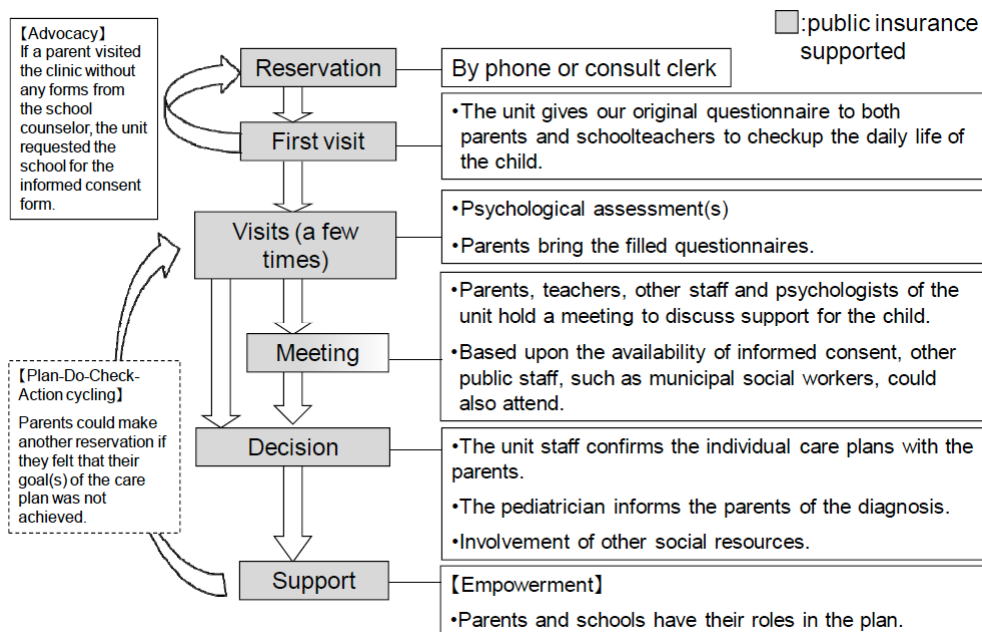 【Advocacy】
If a parent visited
the clinic without
any forms from
the school
counselor, the unit
requested the
school for the
informed consent
form.
:public insurance
supported
Reservation
By phone or consult clerk
First visit
•The unit gives our original questionnaire to both
parents and schoolteachers to checkup the daily life of
the child.
Visits (a few
times)
•Psychological assessment(s)
•Parents bring the filled questionnaires.
Meeting
•Parents, teachers, other staff and psychologists of the
unit hold a meeting to discuss support for the child.
•Based upon the availability of informed consent, other
public staff, such as municipal social workers, could
also attend.
【Plan-Do-Check-
Action cycling】
Parents could make
another reservation if
they felt that their
goal(s) of the care
plan was not
achieved.
Decision
•The unit staff confirms the individual care plans with the
parents.
•The pediatrician informs the parents of the diagnosis.
•Involvement of other social resources.
Support
【Empowerment】
•Parents and schools have their roles in the plan.